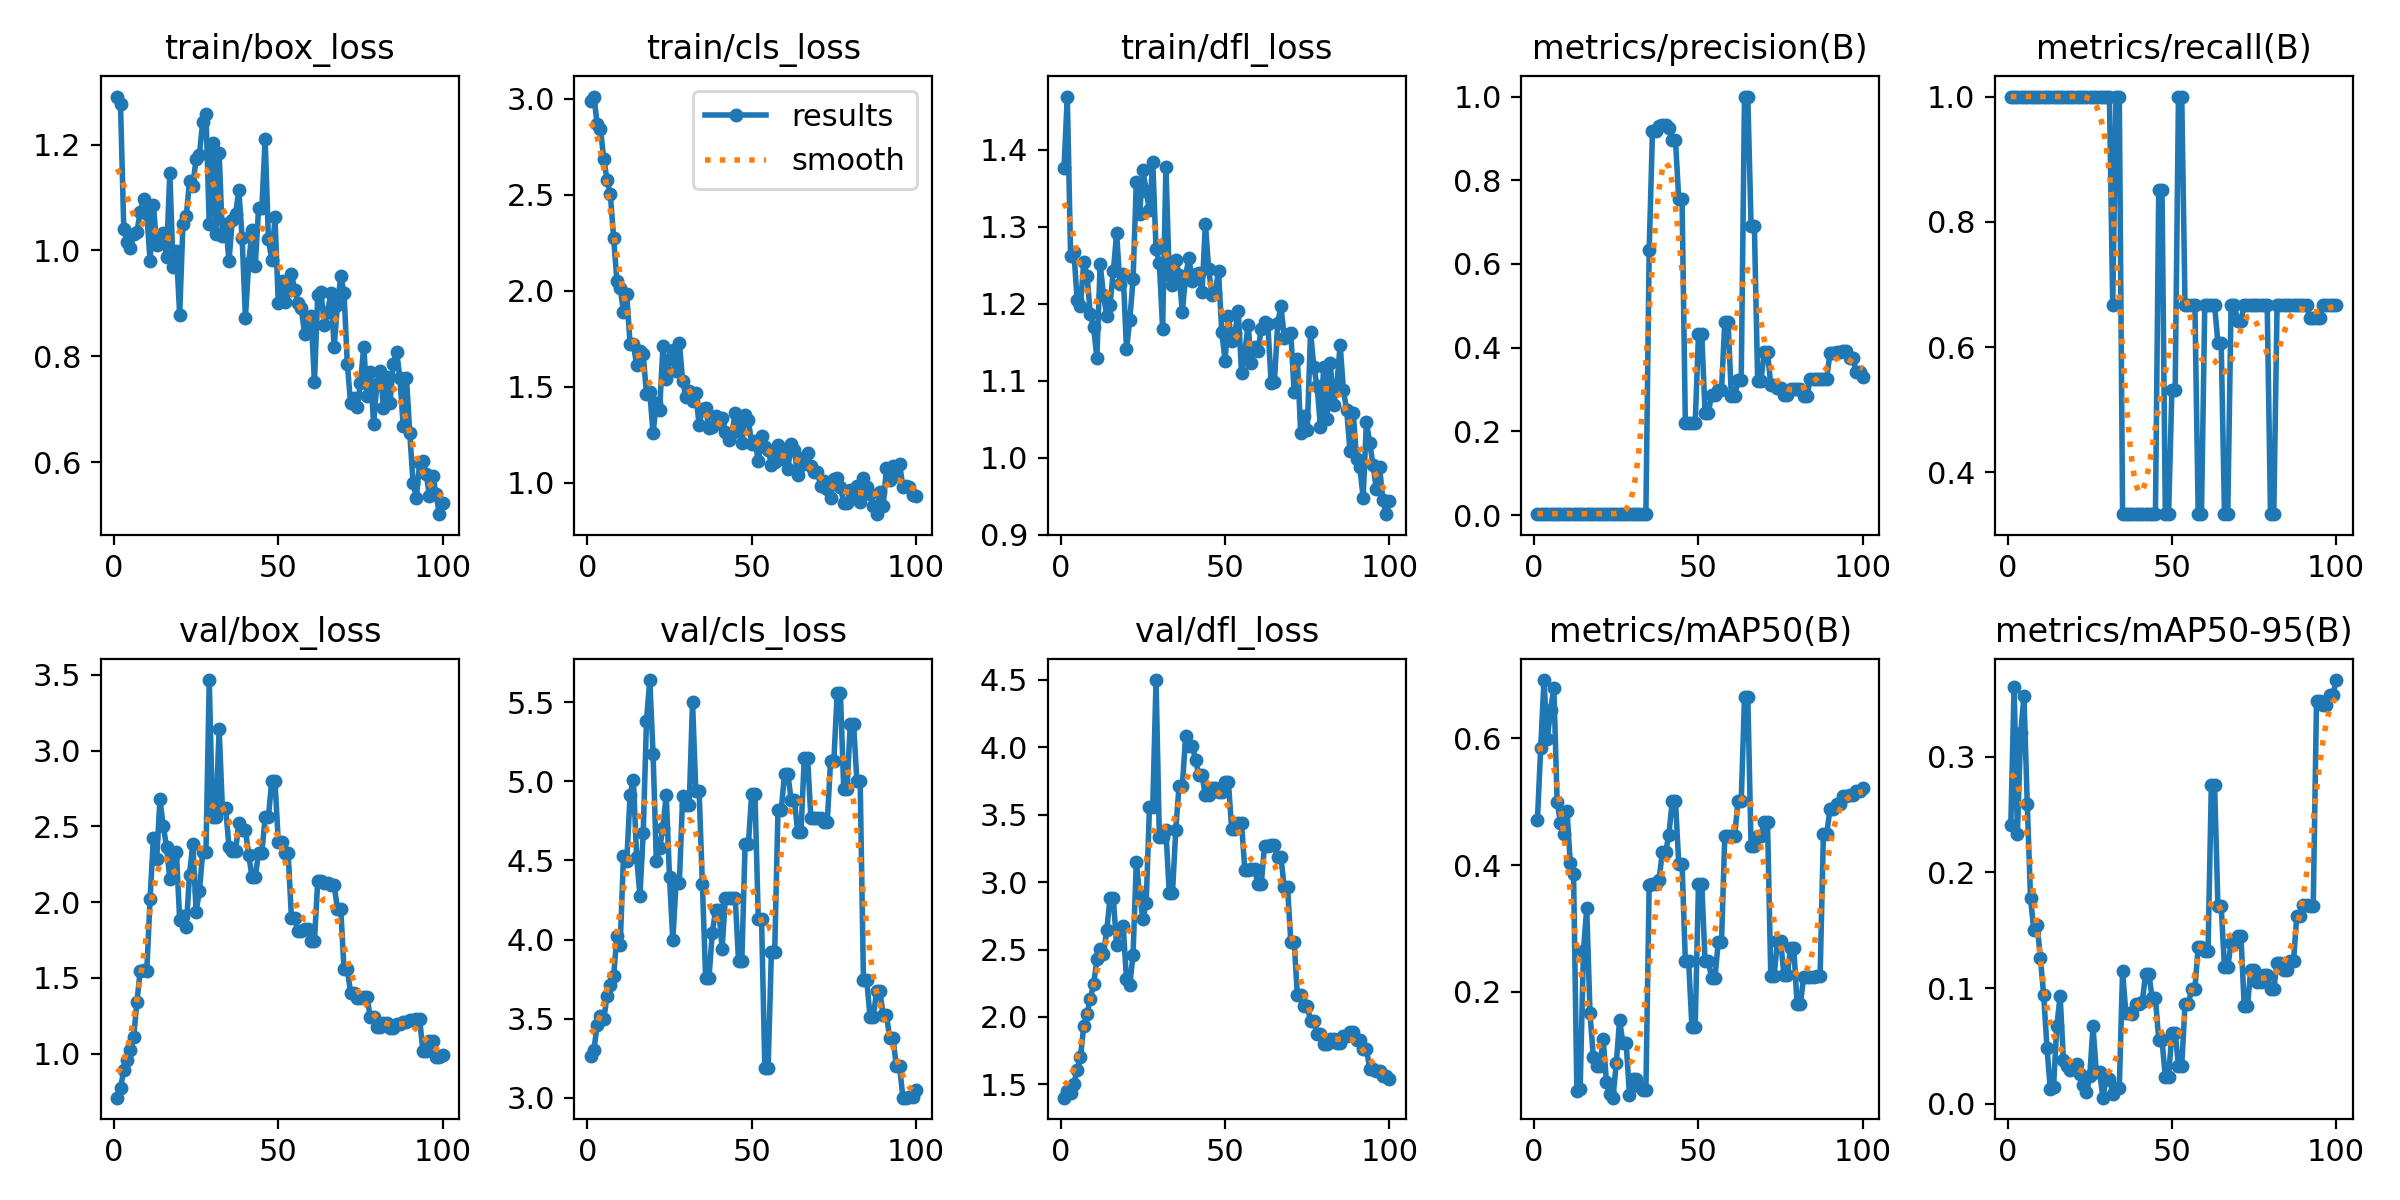 train/box_loss
1.2
1.0
0.8
0.6
0 50 100
train/cls_loss
results
smooth
3.0
2.5
2.0
1.5
1.0
0 50 100
train/dfl_loss
1.4
1.3
1.2
1.1
1.0
0.9
0 50 100
metrics/precision(B)
1.0
0.8
0.6
0.4
0.2
0.0
0 50 100
metrics/recall(B)
1.0
0.8
0.6
0.4
0 50 100
val/box_loss
3.5
3.0
2.5
2.0
1.5
1.0
0 50 100
val/cls_loss
5.5
5.0
4.5
4.0
3.5
3.0
0 50 100
val/dfl_loss
4.5
4.0
3.5
3.0
2.5
2.0
1.5
0 50 100
metrics/mAP50(B)
0.6
0.4
0.2
0 50 100
metrics/mAP50-95(B)
0.3
0.2
0.1
0.0
0 50 100